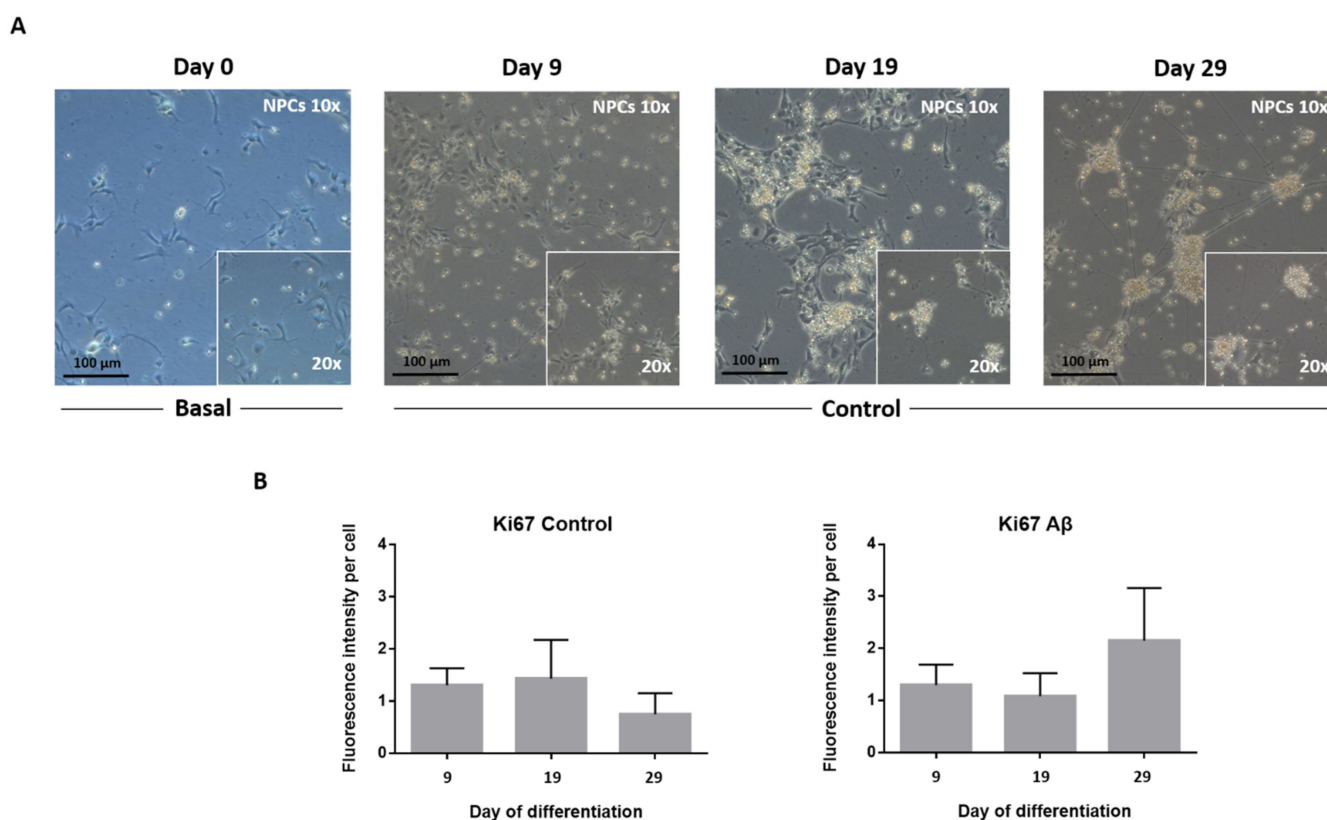 A
Day 0
Day 9
Day 19
Day 29
NPCs 10x
NPCs 10x
NPCs 10x
NPCs 10x
100 µm
20x
100 µm
20x
100 µm
20x
100 µm
20x
Basal
Control
B
Ki67 Control
Fluorescence intensity per cell
4
3
2
1
0
9
19
29
Day of differentiation
Ki67 Aβ
Fluorescence intensity per cell
4
3
2
1
0
9
19
29
Day of differentiation